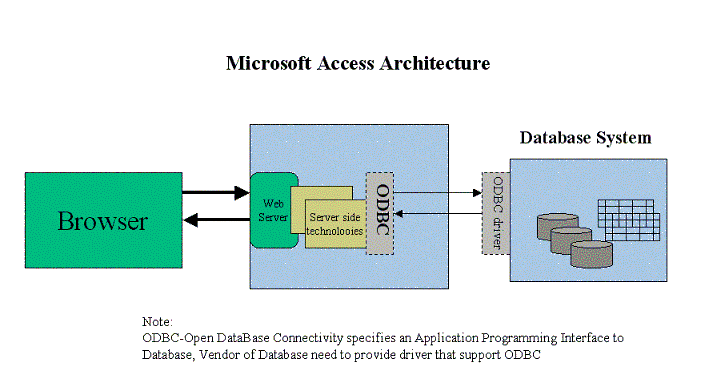 Microsoft Access Architecture
Database System
Browser
Web
Server
Server side
technolooies
ODBC
ODBC driver
Note:
ODBC-Open DataBase Connectivity specifies an Application Programming Interface to
Database, Vendor of Database need to provide driver that support ODBC